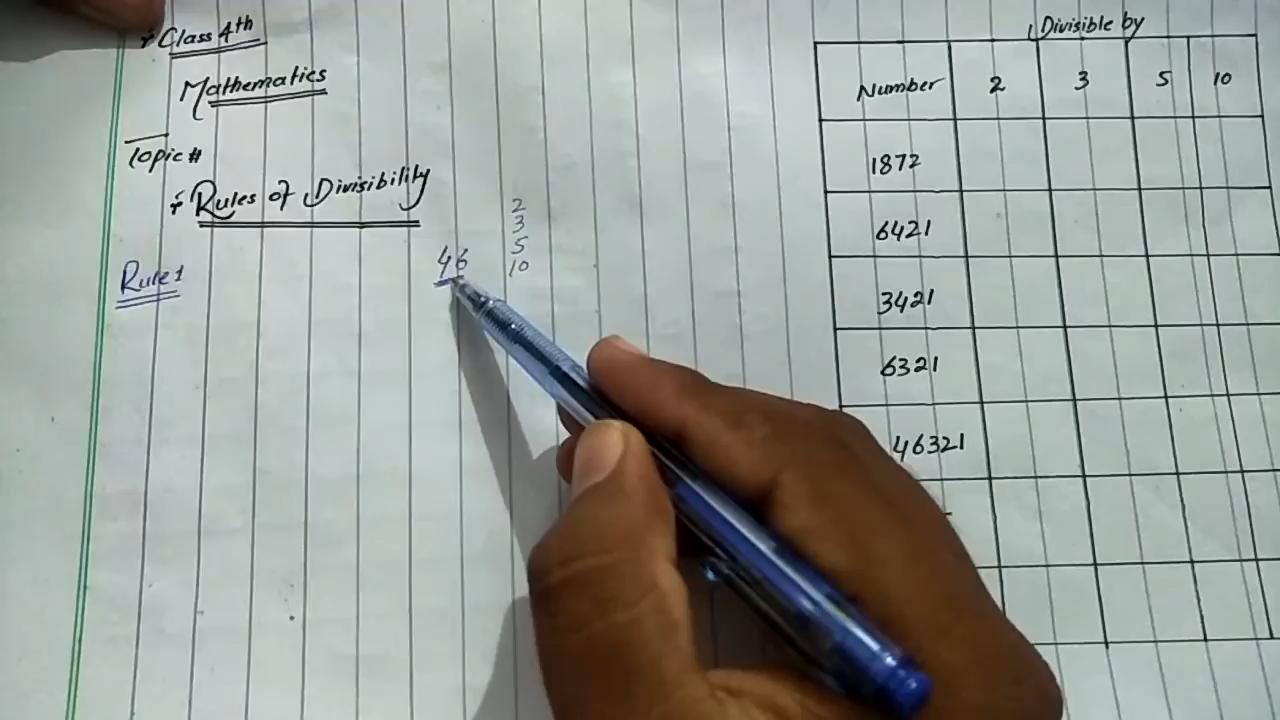 Class 4th
Mathematics
Topic #
Rules of Divisibility
Rule 1
46
2
3
5
10
Divisible by
Number 2 3 5 10
1872
6421
3421
6321
46321